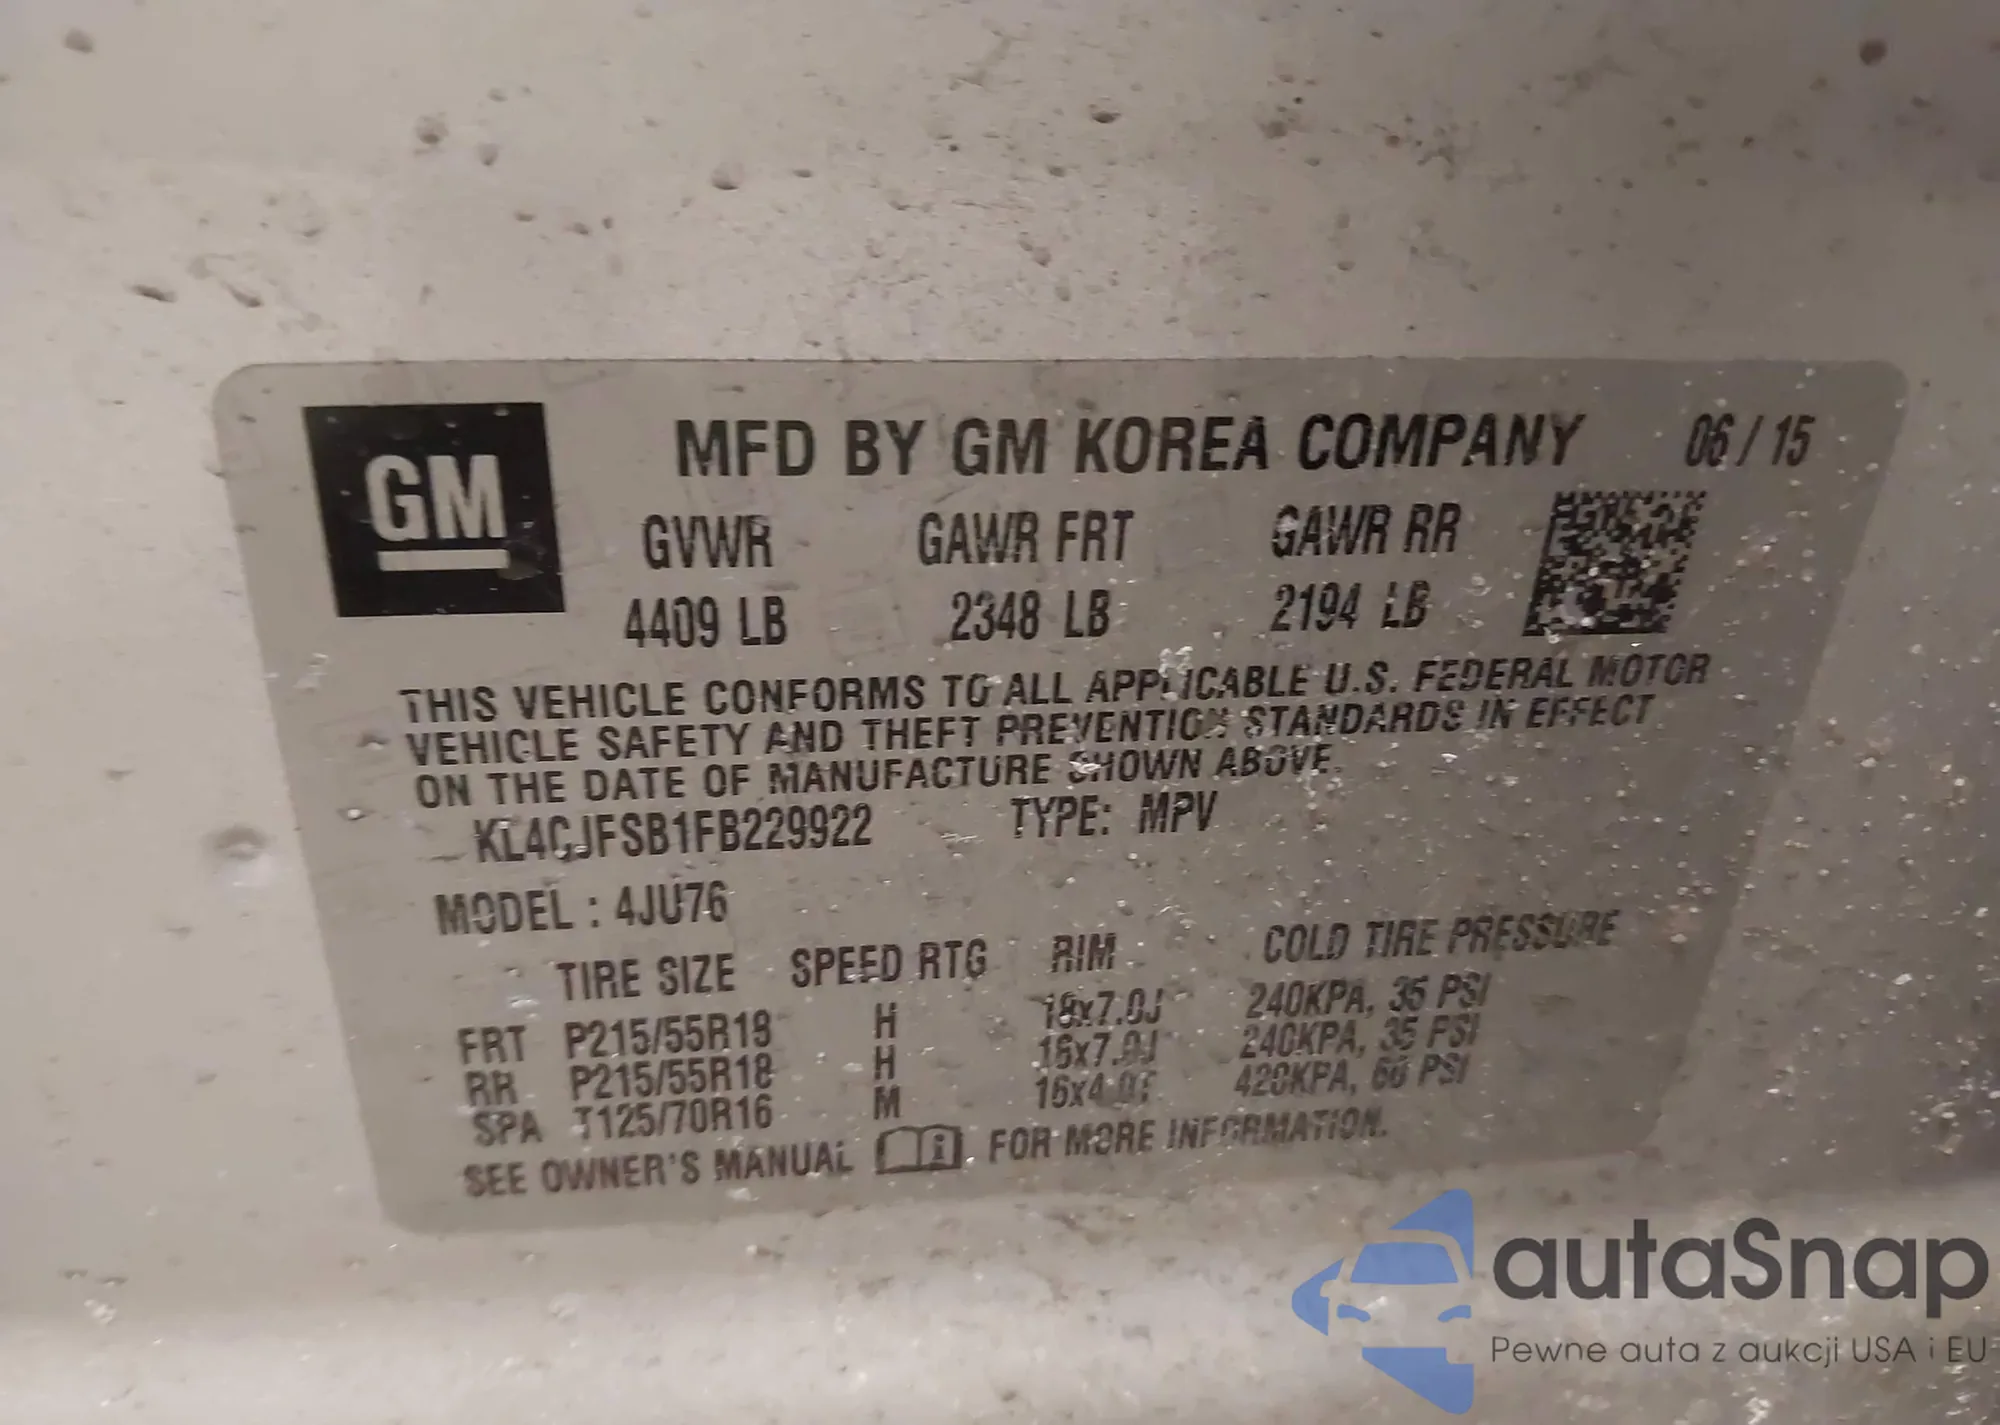 GM
MFD BY GM KOREA COMPANY 06/15
GVWR GAWR FRT GAWR RR
4409 LB 2348 LB 2194 LB
THIS VEHICLE CONFORMS TO ALL APPLICABLE U.S. FEDERAL MOTOR
VEHICLE SAFETY AND THEFT PREVENTION STANDARDS IN EFFECT
ON THE DATE OF MANUFACTURE SHOWN ABOVE.
KL4CJFSB1FB229922 TYPE: MPV
MODEL : 4JU76
TIRE SIZE SPEED RTG RIM COLD TIRE PRESSURE
FRT P215/55R18 H 18x7.0J 240KPA, 35 PSI
RR P215/55R18 H 18x7.0J 240KPA, 35 PSI
SPA T125/70R16 M 16x4.0T 420KPA, 60 PSI
SEE OWNER'S MANUAL FOR MORE INFORMATION.
autaSnap
Pewne auta z aukcji USA i EU